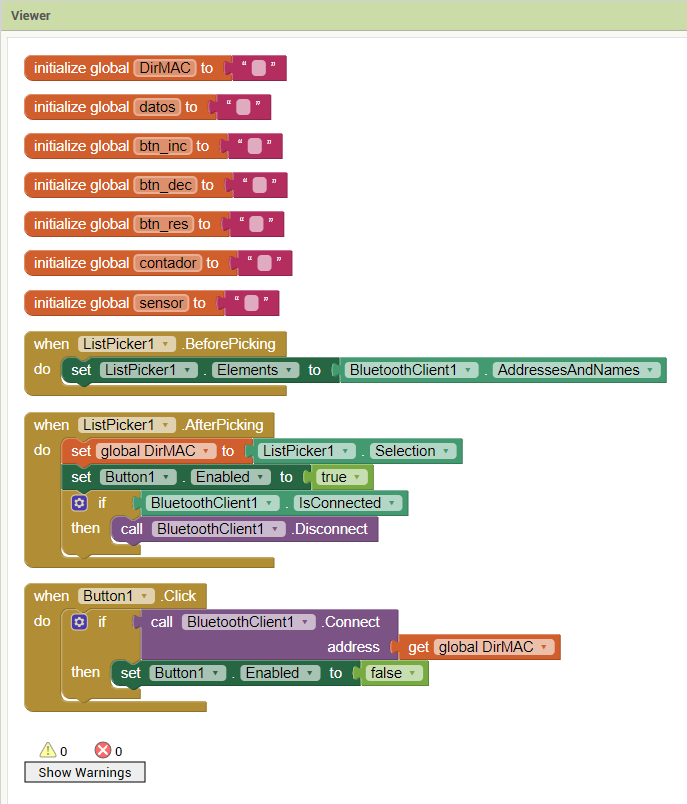 Viewer
initialize global DirMAC to “ ”
initialize global datos to “ ”
initialize global btn_inc to “ ”
initialize global btn_dec to “ ”
initialize global btn_res to “ ”
initialize global contador to “ ”
initialize global sensor to “ ”
when ListPicker1 .BeforePicking
do set ListPicker1 . Elements to BluetoothClient1 . AddressesAndNames
when ListPicker1 .AfterPicking
do set global DirMAC to ListPicker1 . Selection
set Button1 . Enabled to true
if BluetoothClient1 . IsConnected
then call BluetoothClient1 .Disconnect
when Button1 .Click
do if call BluetoothClient1 .Connect
address get global DirMAC
then set Button1 . Enabled to false
0 0
Show Warnings